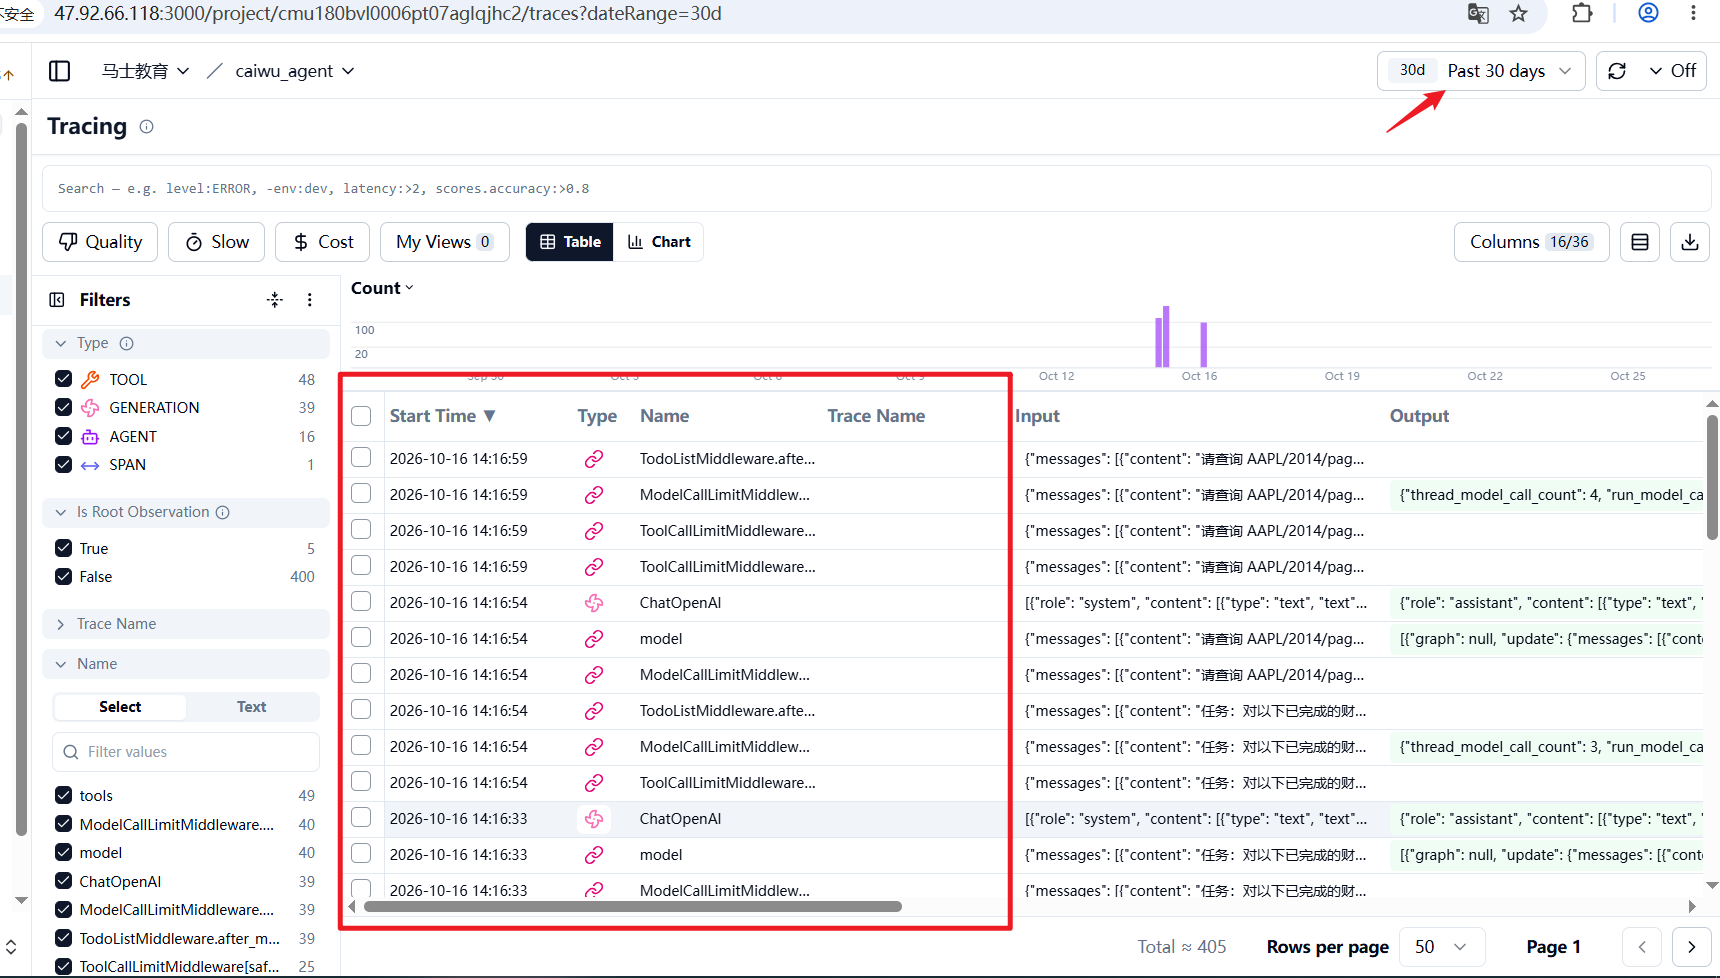 不安全 47.92.66.118:3000/project/cmu180bvl0006pt07aglqjhc2/traces?dateRange=30d
马士教育 / caiwu_agent 30d Past 30 days Off
Tracing
Search — e.g. level:ERROR, -env:dev, latency:>2, scores.accuracy:>0.8
Quality Slow Cost My Views 0 Table Chart Columns 16/36
Filters
Type
TOOL 48
GENERATION 39
AGENT 16
SPAN 1
Is Root Observation
True 5
False 400
Trace Name
Name
Select Text
Filter values
tools 49
ModelCallLimitMiddleware.... 40
model 40
ChatOpenAI 39
ModelCallLimitMiddleware.... 39
TodoListMiddleware.after_m... 39
ToolCallLimitMiddleware[saf... 25
Count
100
20
Oct 12 Oct 16 Oct 19 Oct 22 Oct 25
Start Time ▼ Type Name Trace Name Input Output
2026-10-16 14:16:59 TodoListMiddleware.afte... {"messages": [{"content": "请查询 AAPL/2014/pag...
2026-10-16 14:16:59 ModelCallLimitMiddlew... {"messages": [{"content": "请查询 AAPL/2014/pag... {"thread_model_call_count": 4, "run_model_ca
2026-10-16 14:16:59 ToolCallLimitMiddleware... {"messages": [{"content": "请查询 AAPL/2014/pag...
2026-10-16 14:16:59 ToolCallLimitMiddleware... {"messages": [{"content": "请查询 AAPL/2014/pag...
2026-10-16 14:16:54 ChatOpenAI [{"role": "system", "content": [{"type": "text", "text"... {"role": "assistant", "content": [{"type": "text", "
2026-10-16 14:16:54 model {"messages": [{"content": "请查询 AAPL/2014/pag... [{"graph": null, "update": {"messages": [{"cont
2026-10-16 14:16:54 ModelCallLimitMiddlew... {"messages": [{"content": "请查询 AAPL/2014/pag...
2026-10-16 14:16:54 TodoListMiddleware.afte... {"messages": [{"content": "任务：对以下已完成的财...
2026-10-16 14:16:54 ModelCallLimitMiddlew... {"messages": [{"content": "任务：对以下已完成的财... {"thread_model_call_count": 3, "run_model_ca
2026-10-16 14:16:54 ToolCallLimitMiddleware... {"messages": [{"content": "任务：对以下已完成的财...
2026-10-16 14:16:33 ChatOpenAI [{"role": "system", "content": [{"type": "text", "text"... {"role": "assistant", "content": [{"type": "text", "
2026-10-16 14:16:33 model {"messages": [{"content": "任务：对以下已完成的财... [{"graph": null, "update": {"messages": [{"cont
2026-10-16 14:16:33 ModelCallLimitMiddlew... {"messages": [{"content": "任务：对以下已完成的财...
Total ≈ 405 Rows per page 50 Page 1